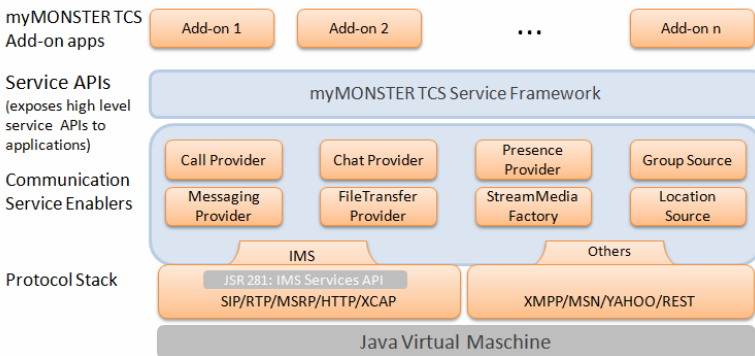 myMONSTER TCS
Add-on apps
Add-on 1
Add-on 2
...
Add-on n
Service APIs
(exposes high level
service APIs to
applications)
myMONSTER TCS Service Framework
Communication
Service Enablers
Call Provider
Chat Provider
Presence
Provider
Group Source
Messaging
Provider
FileTransfer
Provider
StreamMedia
Factory
Location
Source
IMS
Others
Protocol Stack
JSR 281: IMS Services API
SIP/RTP/MSRP/HTTP/XCAP
XMPP/MSN/YAHOO/REST
Java Virtual Maschine